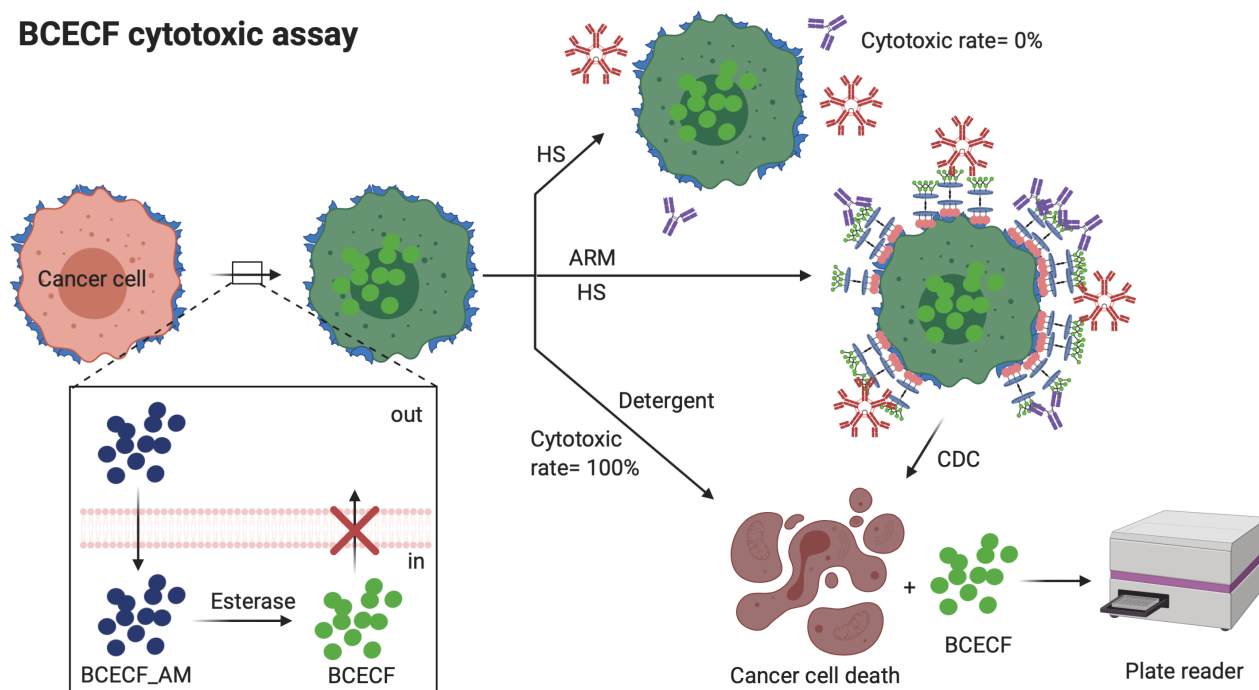 BCECF cytotoxic assay
Cytotoxic rate= 0%
HS
Cancer cell
ARM
HS
Detergent
Cytotoxic
rate= 100%
CDC
out
in
Esterase
BCECF_AM
BCECF
+
BCECF
Cancer cell death
Plate reader